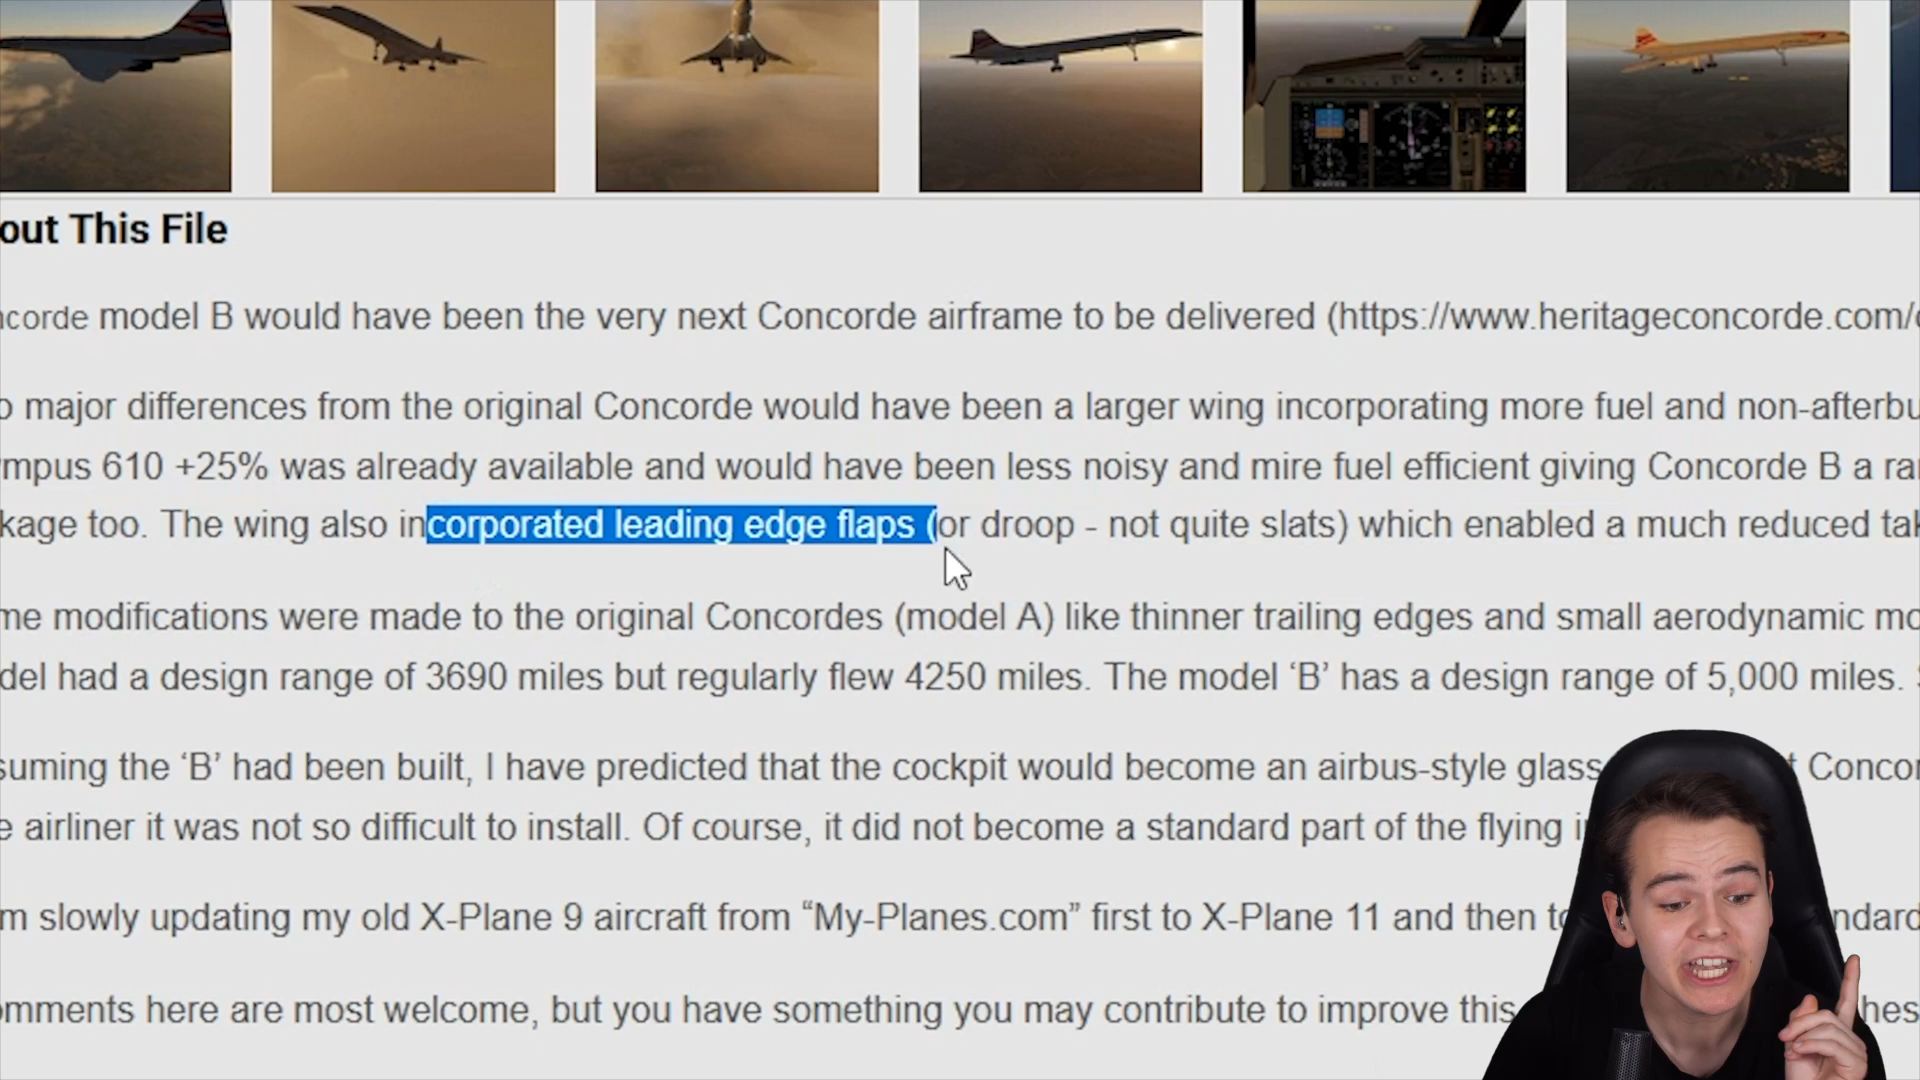 out This File
ncorde model B would have been the very next Concorde airframe to be delivered (https://www.heritageconcorde.com/
o major differences from the original Concorde would have been a larger wing incorporating more fuel and non-afterbu
mpus 610 +25% was already available and would have been less noisy and mire fuel efficient giving Concorde B a ran
kage too. The wing also incorporated leading edge flaps (or droop - not quite slats) which enabled a much reduced tak
me modifications were made to the original Concordes (model A) like thinner trailing edges and small aerodynamic mo
del had a design range of 3690 miles but regularly flew 4250 miles. The model ‘B’ has a design range of 5,000 miles.
suming the ‘B’ had been built, I have predicted that the cockpit would become an airbus-style glass Concor
e airliner it was not so difficult to install. Of course, it did not become a standard part of the flying
m slowly updating my old X-Plane 9 aircraft from “My-Planes.com” first to X-Plane 11 and then to ndard
omments here are most welcome, but you have something you may contribute to improve this hes